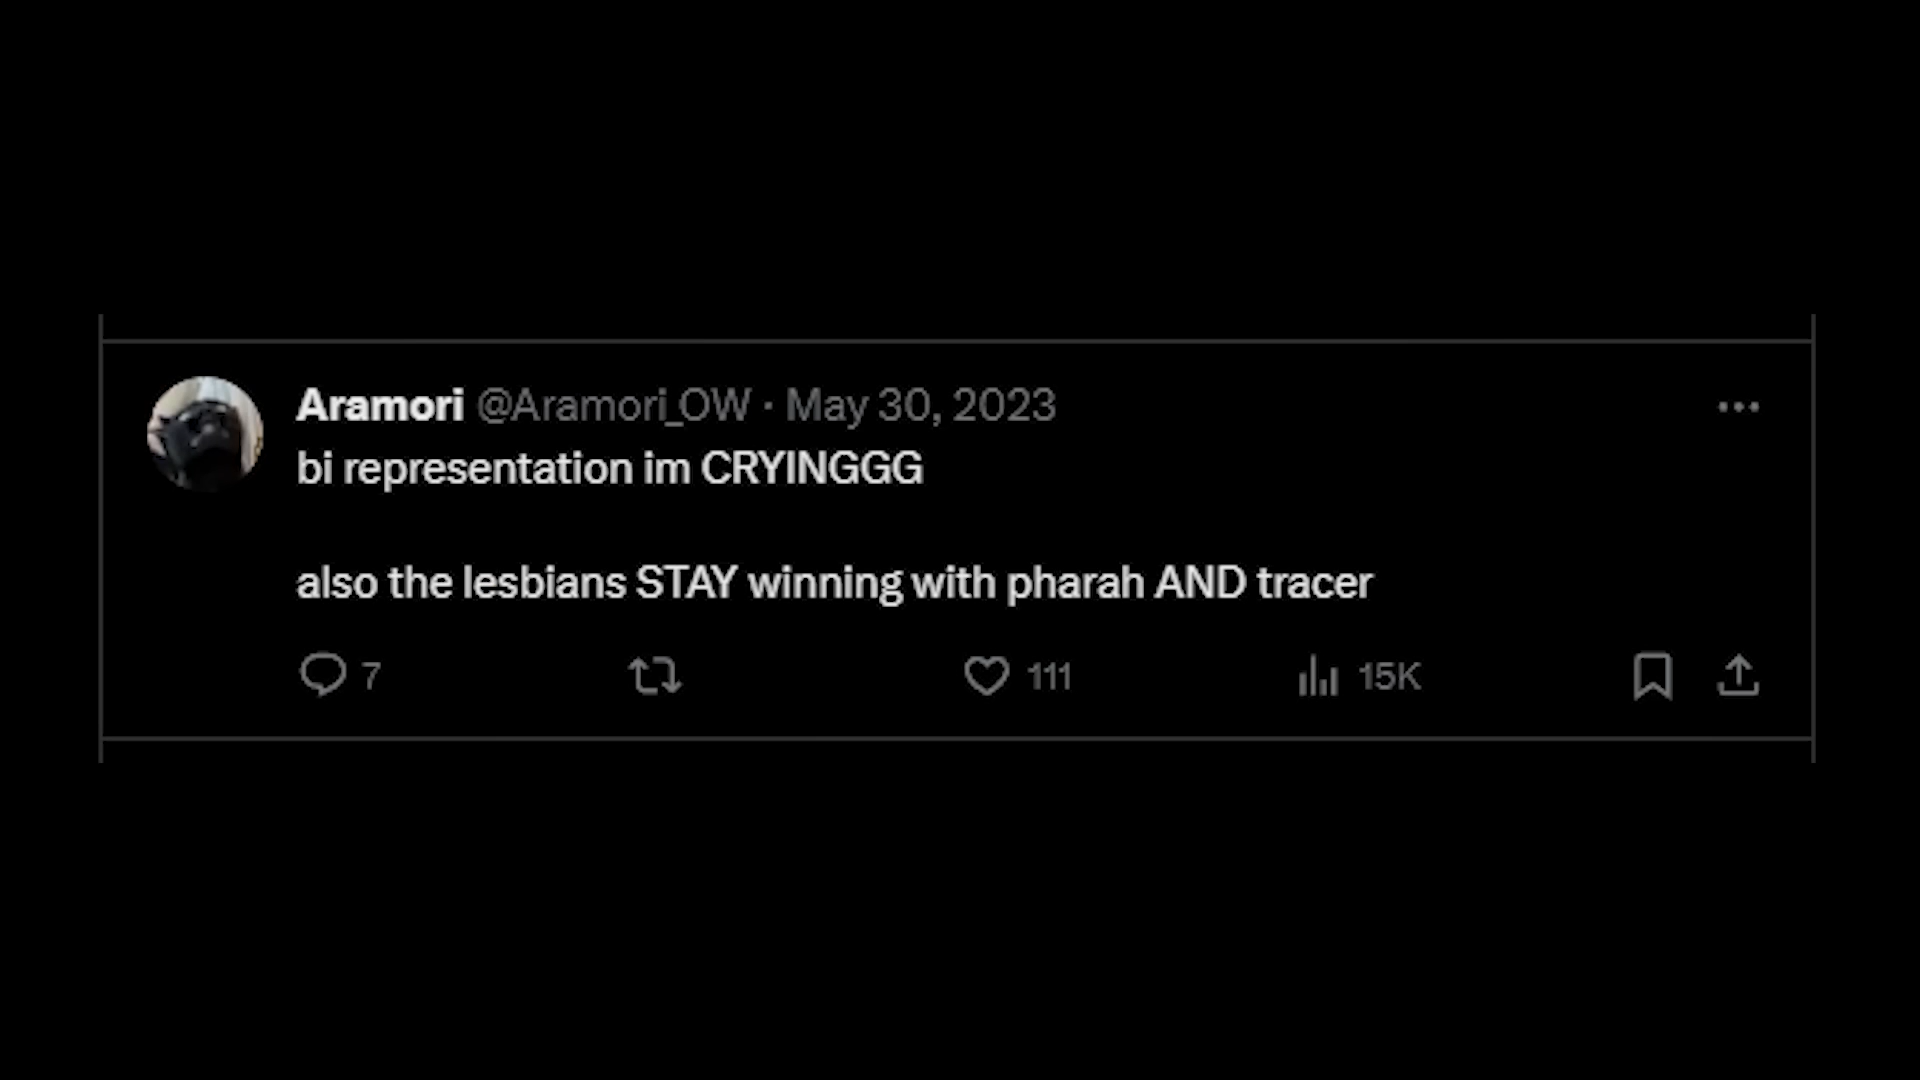 Aramori @Aramori_OW · May 30, 2023
bi representation im CRYINGGG
also the lesbians STAY winning with pharah AND tracer
7 111 15K